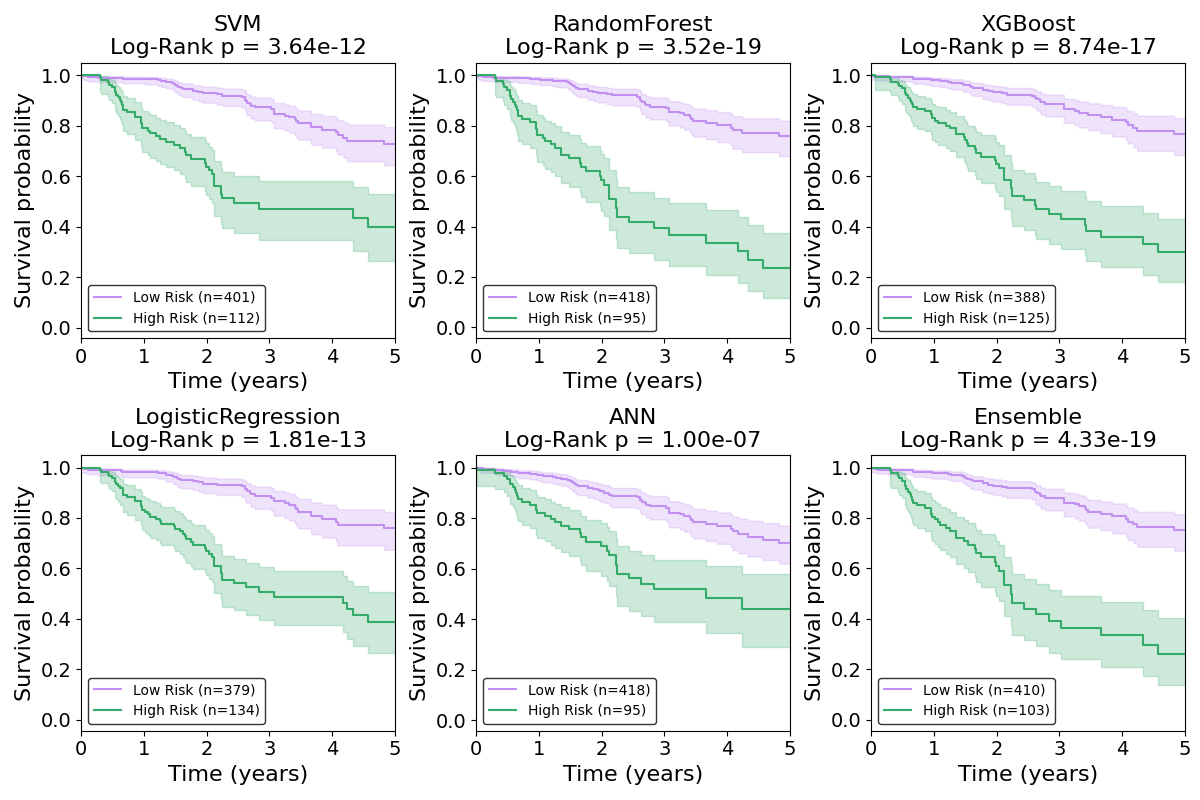 SVM
Log-Rank p = 3.64e-12
Survival probability
1.0
0.8
0.6
0.4
0.2
0.0
Low Risk (n=401)
High Risk (n=112)
0 1 2 3 4 5
Time (years)
RandomForest
Log-Rank p = 3.52e-19
Survival probability
1.0
0.8
0.6
0.4
0.2
0.0
Low Risk (n=418)
High Risk (n=95)
0 1 2 3 4 5
Time (years)
XGBoost
Log-Rank p = 8.74e-17
Survival probability
1.0
0.8
0.6
0.4
0.2
0.0
Low Risk (n=388)
High Risk (n=125)
0 1 2 3 4 5
Time (years)
LogisticRegression
Log-Rank p = 1.81e-13
Survival probability
1.0
0.8
0.6
0.4
0.2
0.0
Low Risk (n=379)
High Risk (n=134)
0 1 2 3 4 5
Time (years)
ANN
Log-Rank p = 1.00e-07
Survival probability
1.0
0.8
0.6
0.4
0.2
0.0
Low Risk (n=418)
High Risk (n=95)
0 1 2 3 4 5
Time (years)
Ensemble
Log-Rank p = 4.33e-19
Survival probability
1.0
0.8
0.6
0.4
0.2
0.0
Low Risk (n=410)
High Risk (n=103)
0 1 2 3 4 5
Time (years)